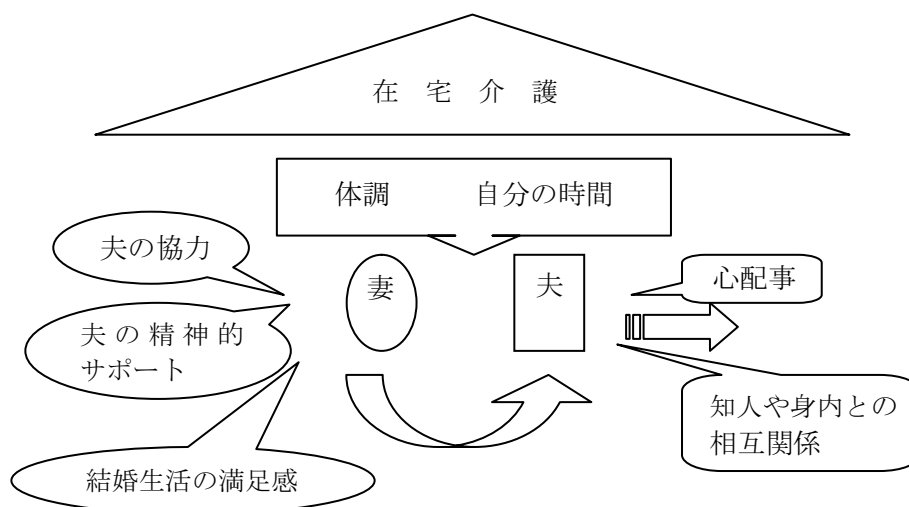 在 宅 介 護
体調 自分の時間
夫の協力
妻
夫
心配事
夫 の 精 神 的
サポート
知人や身内との
相互関係
結婚生活の満足感